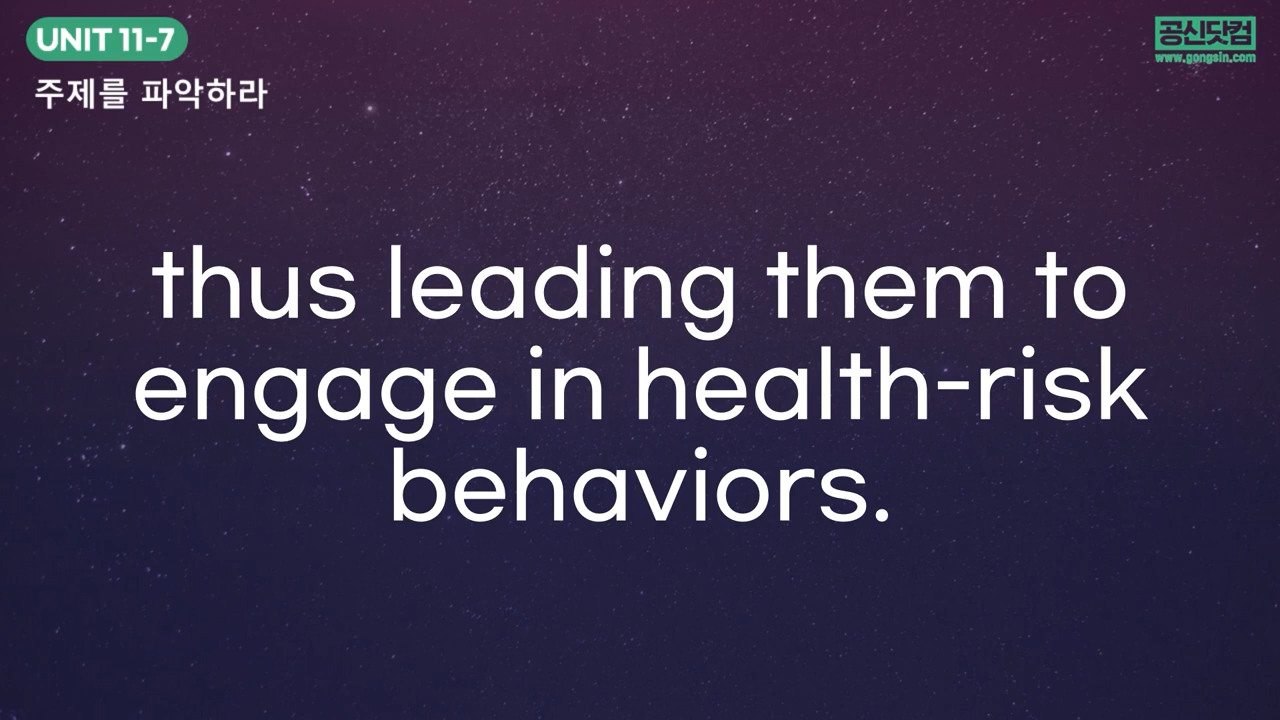 UNIT 11-7
주제를 파악하라
공신닷컴
www.gongsin.com
thus leading them to
engage in health-risk
behaviors.